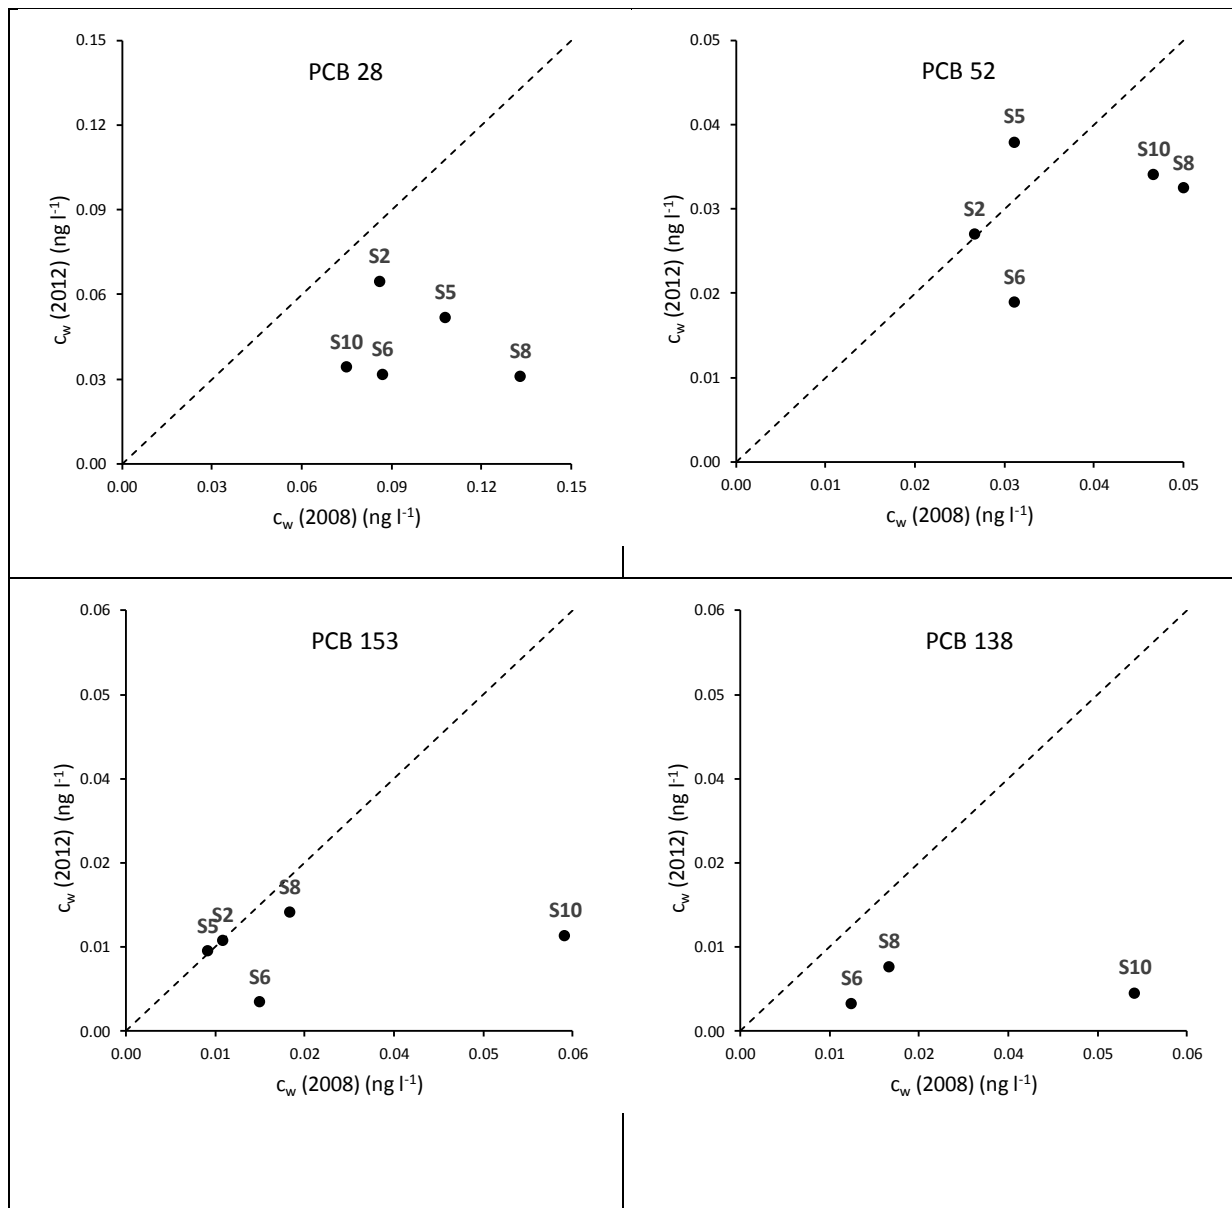 PCB 28
0.15
0.12
0.09
0.06
0.03
0.00
0.00 0.03 0.06 0.09 0.12 0.15
c_w (2012) (ng l⁻¹)
c_w (2008) (ng l⁻¹)
S2
S5
S10
S6
S8
PCB 52
0.05
0.04
0.03
0.02
0.01
0.00
0.00 0.01 0.02 0.03 0.04 0.05
c_w (2012) (ng l⁻¹)
c_w (2008) (ng l⁻¹)
S5
S10
S8
S2
S6
PCB 153
0.06
0.05
0.04
0.02
0.01
0.00
0.00 0.01 0.02 0.04 0.05 0.06
c_w (2012) (ng l⁻¹)
c_w (2008) (ng l⁻¹)
S8
S2
S5
S10
S6
PCB 138
0.06
0.05
0.04
0.02
0.01
0.00
0.00 0.01 0.02 0.04 0.05 0.06
c_w (2012) (ng l⁻¹)
c_w (2008) (ng l⁻¹)
S8
S6
S10